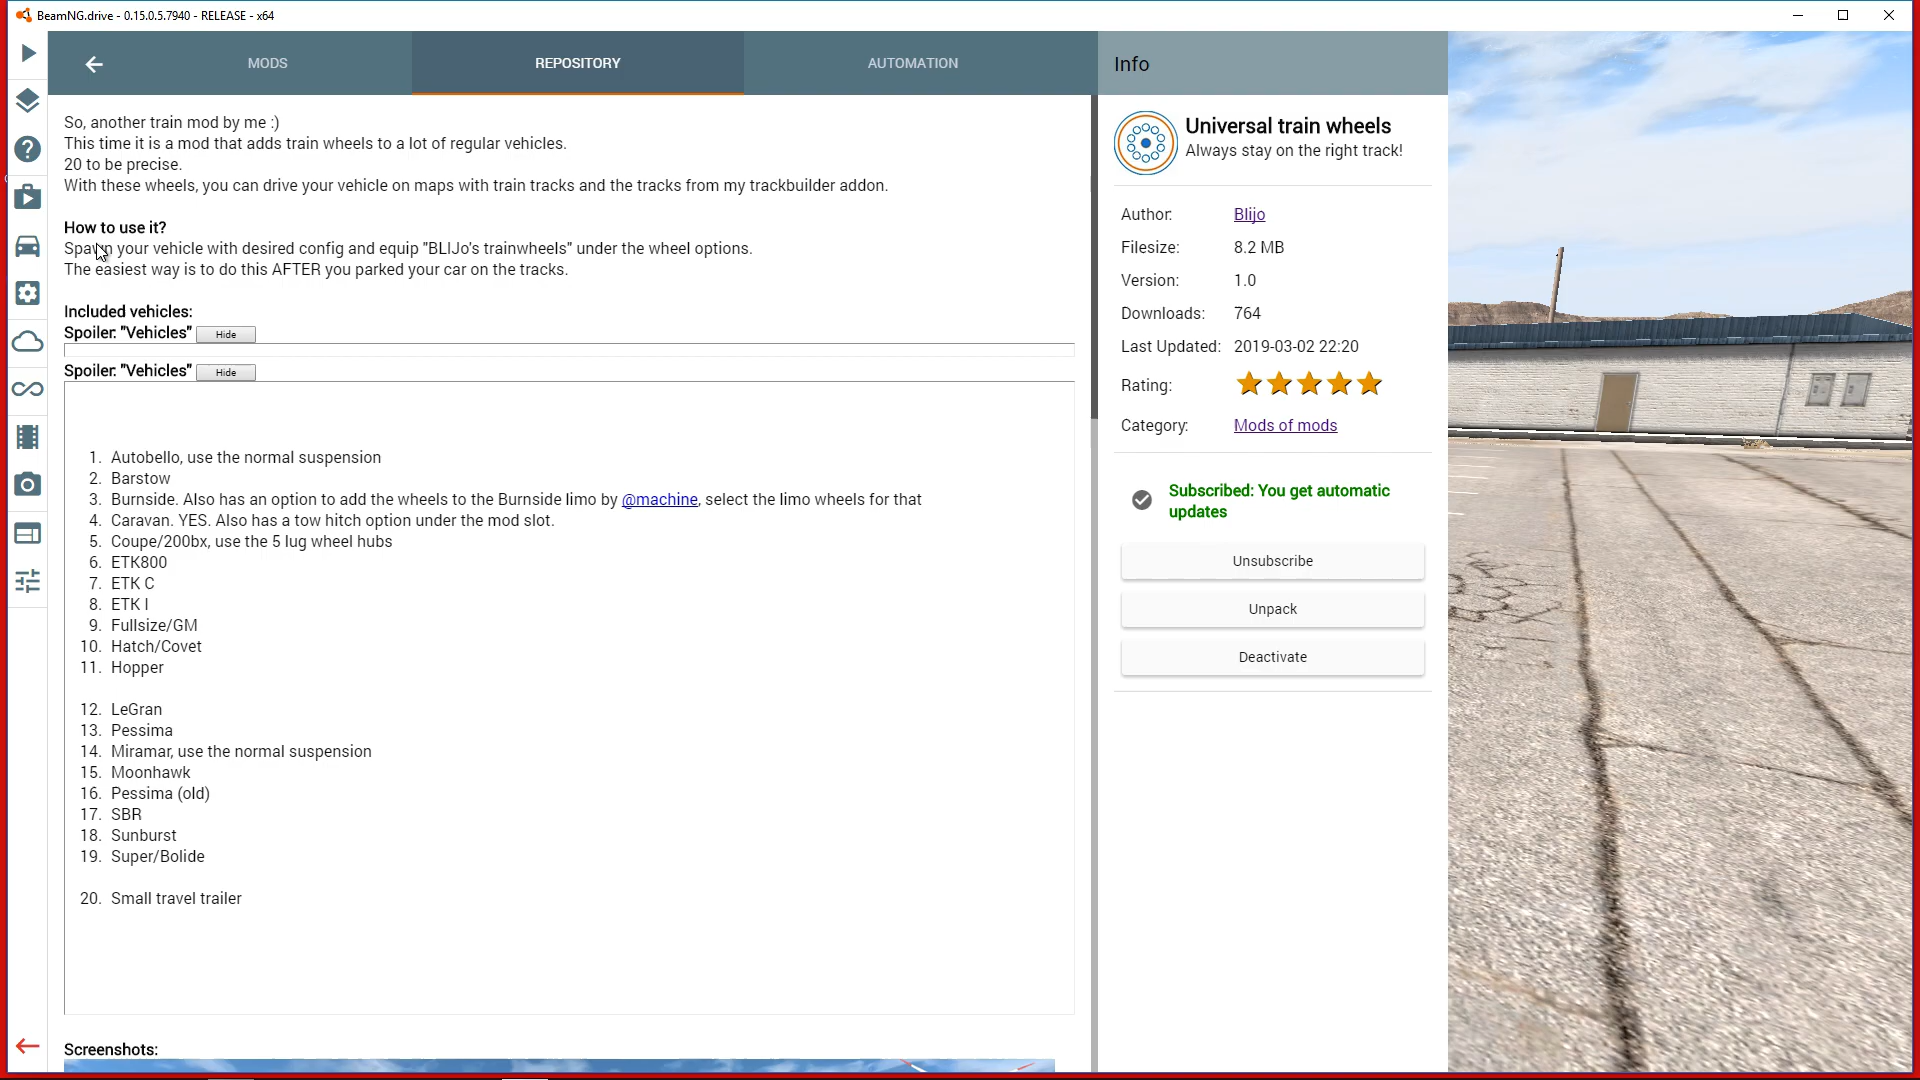 BeamNG.drive - 0.15.0.5.7940 - RELEASE - x64
MODS
REPOSITORY
AUTOMATION
Info
So, another train mod by me :)
This time it is a mod that adds train wheels to a lot of regular vehicles.
20 to be precise.
With these wheels, you can drive your vehicle on maps with train tracks and the tracks from my trackbuilder addon.
How to use it?
Spawn your vehicle with desired config and equip "BLIJo's trainwheels" under the wheel options.
The easiest way is to do this AFTER you parked your car on the tracks.
Included vehicles:
Spoiler: "Vehicles" Hide
Spoiler: "Vehicles" Hide
1. Autobello, use the normal suspension
2. Barstow
3. Burnside. Also has an option to add the wheels to the Burnside limo by @machine, select the limo wheels for that
4. Caravan. YES. Also has a tow hitch option under the mod slot.
5. Coupe/200bx, use the 5 lug wheel hubs
6. ETK800
7. ETK C
8. ETK I
9. Fullsize/GM
10. Hatch/Covet
11. Hopper
12. LeGran
13. Pessima
14. Miramar, use the normal suspension
15. Moonhawk
16. Pessima (old)
17. SBR
18. Sunburst
19. Super/Bolide
20. Small travel trailer
Screenshots:
Universal train wheels
Always stay on the right track!
Author: Blijo
Filesize: 8.2 MB
Version: 1.0
Downloads: 764
Last Updated: 2019-03-02 22:20
Rating:
Category: Mods of mods
Subscribed: You get automatic
updates
Unsubscribe
Unpack
Deactivate